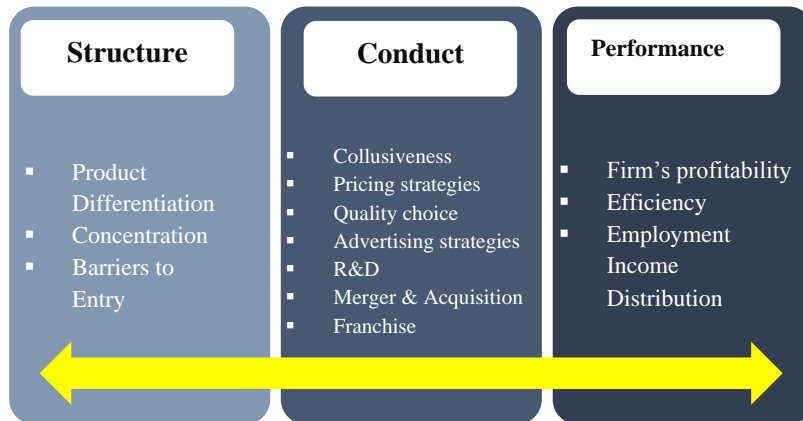 Structure
▪ Product
Differentiation
▪ Concentration
▪ Barriers to
Entry
Conduct
▪ Collusiveness
▪ Pricing strategies
▪ Quality choice
▪ Advertising strategies
▪ R&D
▪ Merger & Acquisition
▪ Franchise
Performance
▪ Firm’s profitability
▪ Efficiency
▪ Employment
Income
Distribution